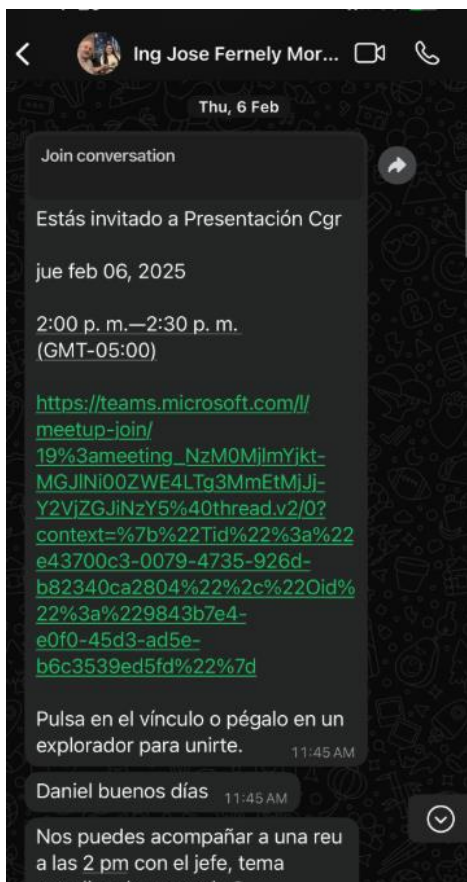 Ing Jose Fernely Mor...
Thu, 6 Feb
Join conversation
Estás invitado a Presentación Cgr
jue feb 06, 2025
2:00 p. m.—2:30 p. m.
(GMT-05:00)
https://teams.microsoft.com/l/
meetup-join/
19%3ameeting_NzM0MjlmYjkt-
MGJlNi00ZWE4LTg3MmEtMjJj-
Y2VjZGJiNzY5%40thread.v2/0?
context=%7b%22Tid%22%3a%22
e43700c3-0079-4735-926d-
b82340ca2804%22%2c%22Oid%
22%3a%229843b7e4-
e0f0-45d3-ad5e-
b6c3539ed5fd%22%7d
Pulsa en el vínculo o pégalo en un
explorador para unirte. 11:45 AM
Daniel buenos días 11:45 AM
Nos puedes acompañar a una reu
a las 2 pm con el jefe, tema